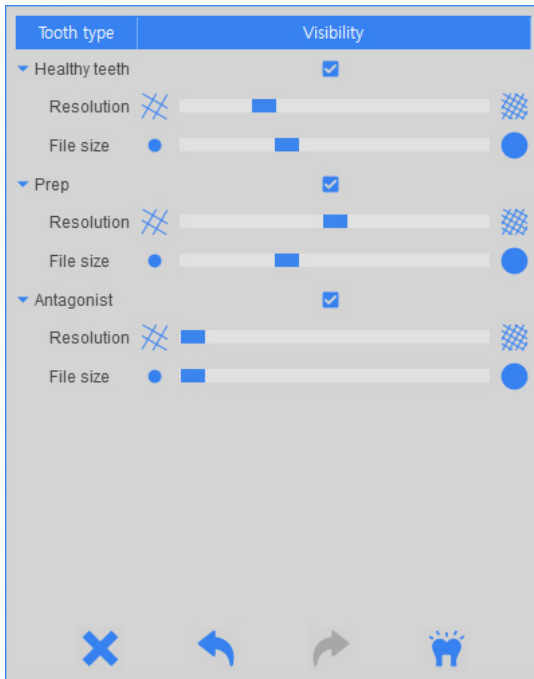 Tooth type Visibility
Healthy teeth
Resolution
File size
Prep
Resolution
File size
Antagonist
Resolution
File size